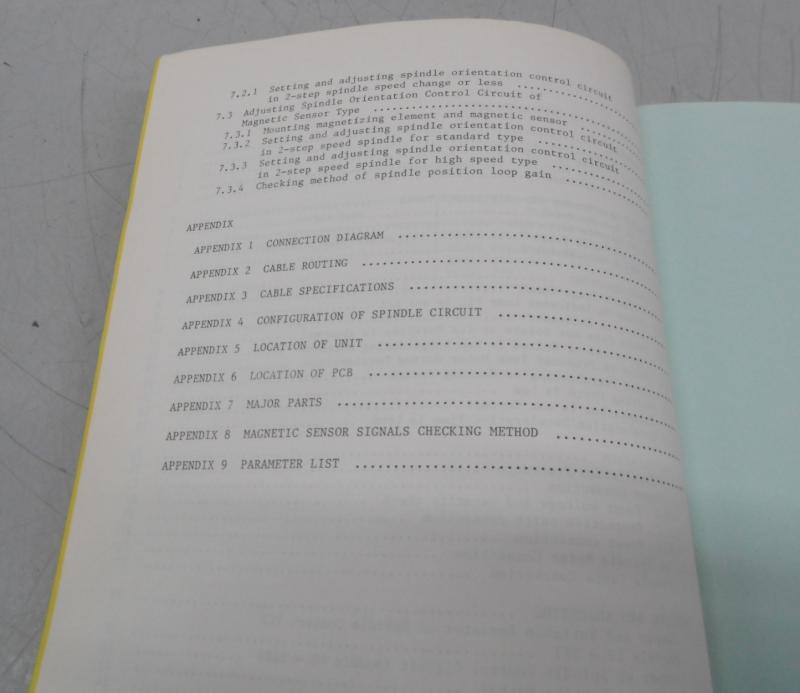 7.2.1 Setting and adjusting spindle orientation control circuit
in 2-step spindle speed change or less ....................
7.3 Adjusting Spindle Orientation Control Circuit of
Magnetic Sensor Type ........................................
7.3.1 Mounting magnetizing element and magnetic sensor ..........
7.3.2 Setting and adjusting spindle orientation control circuit
in 2-step speed spindle for standard type ................
7.3.3 Setting and adjusting spindle orientation control circuit
in 2-step speed spindle for high speed type ..............
7.3.4 Checking method of spindle position loop gain ............
APPENDIX
APPENDIX 1 CONNECTION DIAGRAM ........................................
APPENDIX 2 CABLE ROUTING ..............................................
APPENDIX 3 CABLE SPECIFICATIONS ......................................
APPENDIX 4 CONFIGURATION OF SPINDLE CIRCUIT ..........................
APPENDIX 5 LOCATION OF UNIT ..........................................
APPENDIX 6 LOCATION OF PCB ............................................
APPENDIX 7 MAJOR PARTS ................................................
APPENDIX 8 MAGNETIC SENSOR SIGNALS CHECKING METHOD ..................
APPENDIX 9 PARAMETER LIST ..............................................